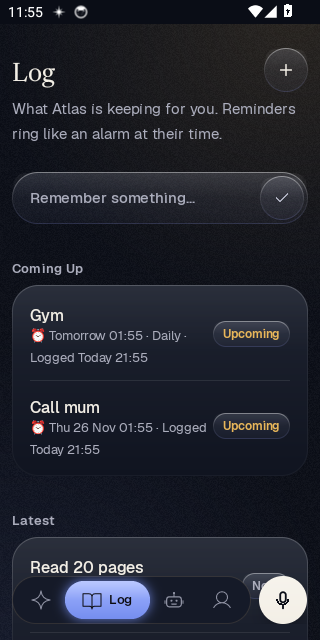 11:55
Log
What Atlas is keeping for you. Reminders
ring like an alarm at their time.
Remember something...
Coming Up
Gym
⏰ Tomorrow 01:55 · Daily ·
Logged Today 21:55
Upcoming
Call mum
⏰ Thu 26 Nov 01:55 · Logged
Today 21:55
Upcoming
Latest
Read 20 pages
Log